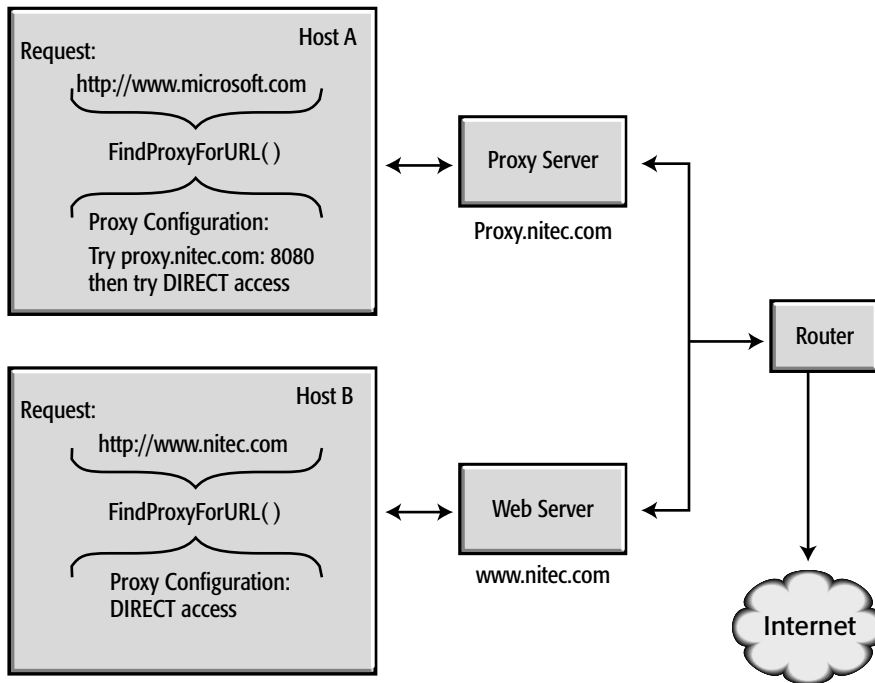 Host A
Request:
http://www.microsoft.com
FindProxyForURL( )
Proxy Configuration:
Try proxy.nitec.com: 8080
then try DIRECT access
Proxy Server
Proxy.nitec.com
Router
Host B
Request:
http://www.nitec.com
FindProxyForURL( )
Proxy Configuration:
DIRECT access
Web Server
www.nitec.com
Internet